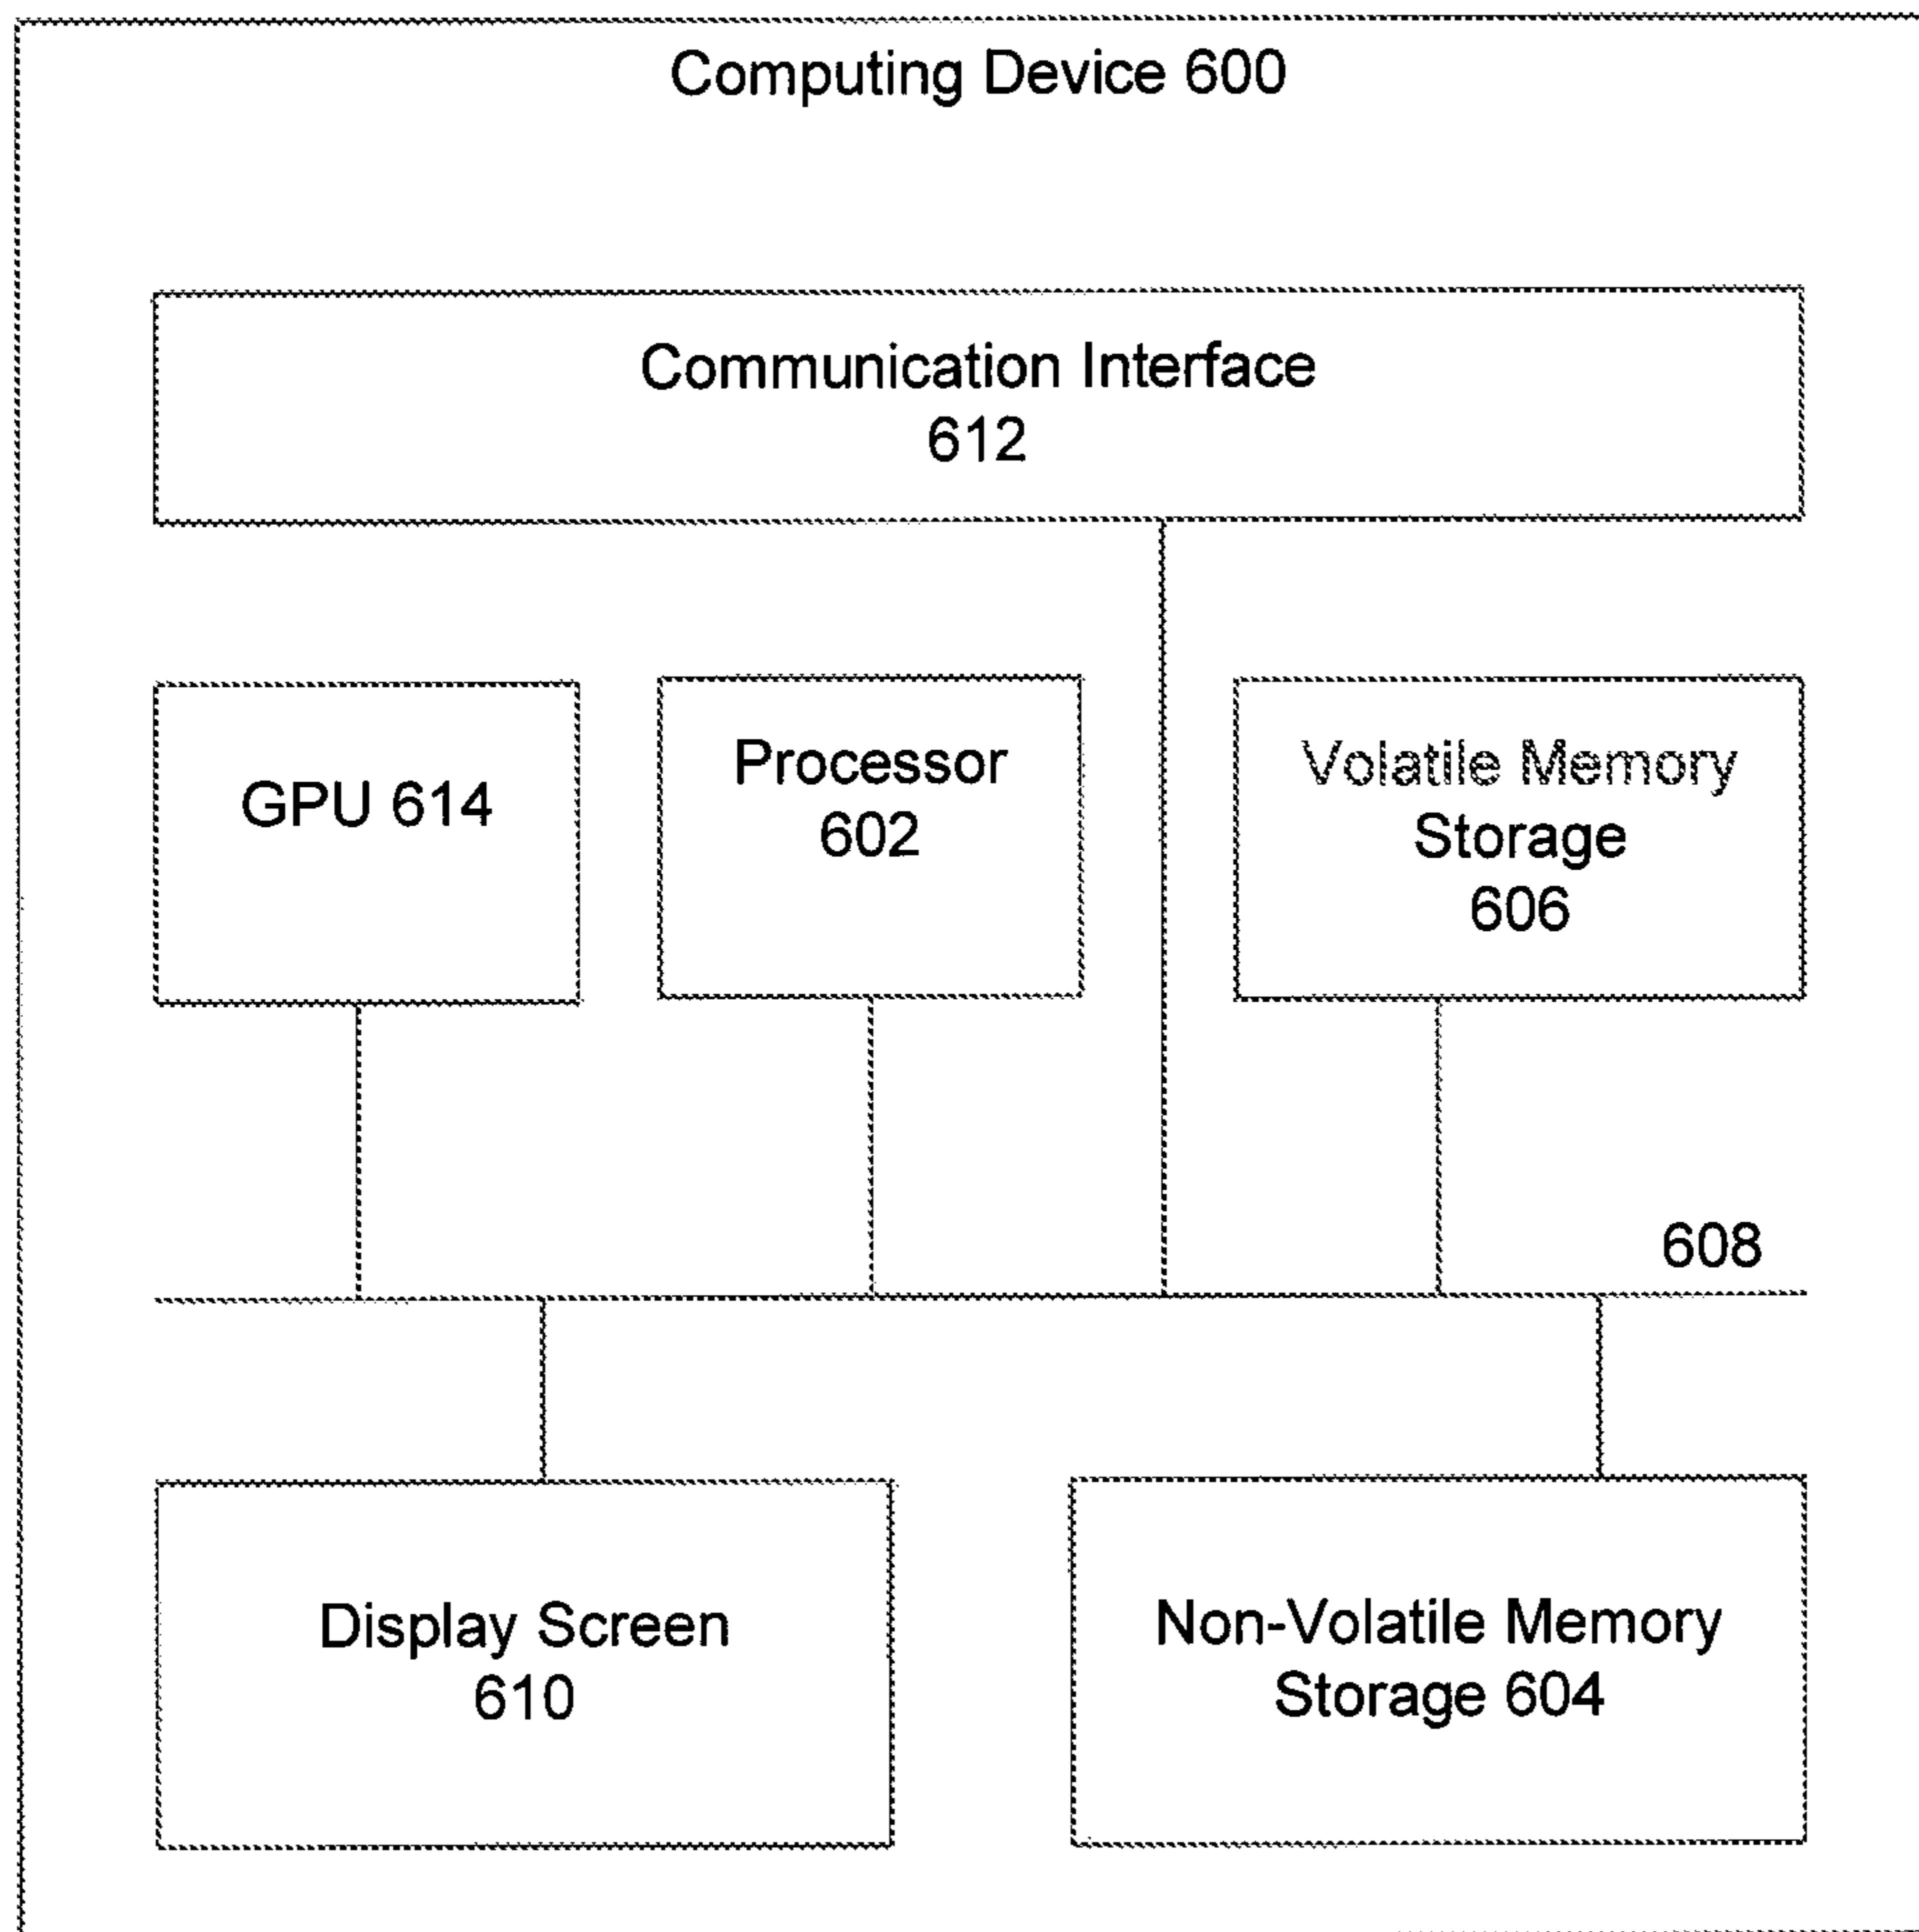 Computing Device 600
Communication Interface
612
GPU 614
Processor
602
Volatile Memory
Storage
606
608
Display Screen
610
Non-Volatile Memory
Storage 604